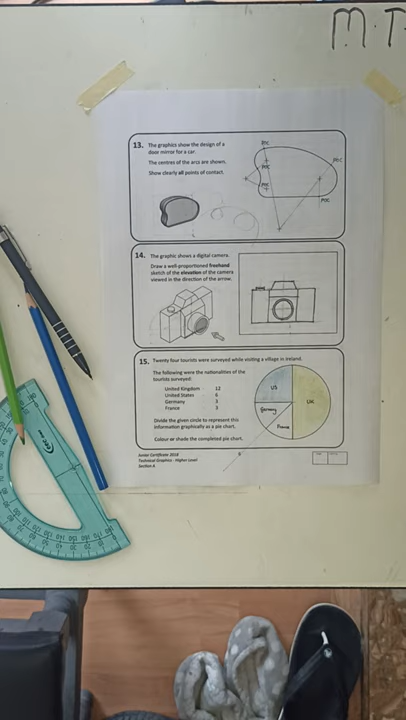 M.T.
13. The graphics show the design of a
door mirror for a car.
The centres of the arcs are shown.
Show clearly all points of contact.
POC
POC
POC
POC
POC
14. The graphic shows a digital camera.
Draw a well-proportioned freehand
sketch of the elevation of the camera
viewed in the direction of the arrow.
15. Twenty four tourists were surveyed while visiting a village in Ireland.
The following were the nationalities of the
tourists surveyed:
United Kingdom 12
United States 6
Germany 3
France 3
Divide the given circle to represent this
information graphically as a pie chart.
Colour or shade the completed pie chart.
US
UK
Germany
France
Junior Certificate 2018
Technical Graphics - Higher Level
Section A
6